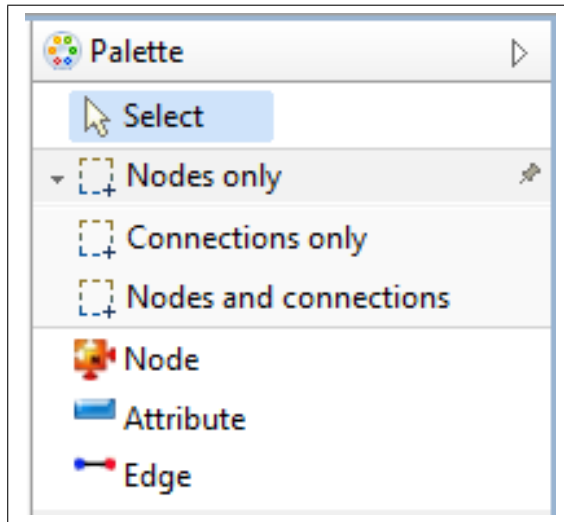 Palette
Select
Nodes only
Connections only
Nodes and connections
Node
Attribute
Edge